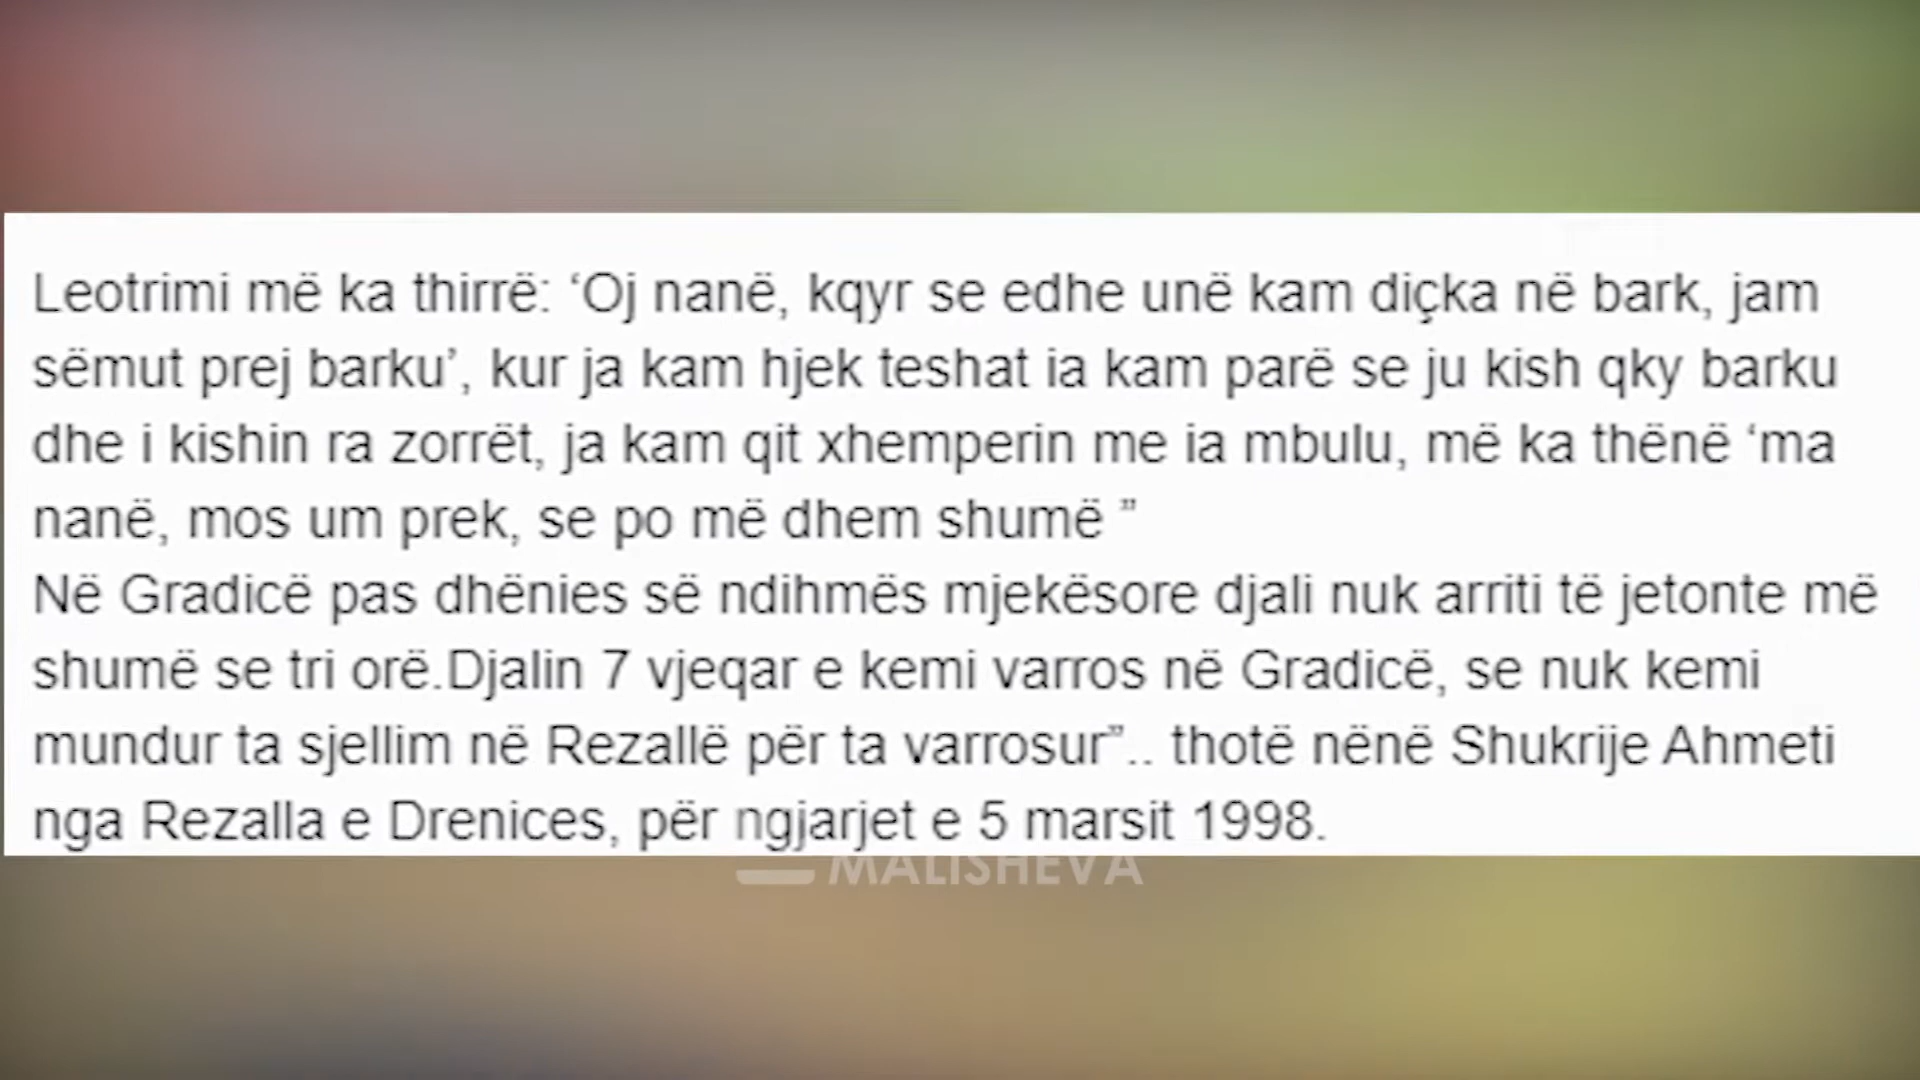 Leotrimi më ka thirrë: ‘Oj nanë, kqyr se edhe unë kam diçka në bark, jam
sëmut prej barku’, kur ja kam hjek teshat ia kam parë se ju kish qky barku
dhe i kishin ra zorrët, ja kam qit xhemperin me ia mbulu, më ka thënë ‘ma
nanë, mos um prek, se po më dhem shumë ”
Në Gradicë pas dhënies së ndihmës mjekësore djali nuk arriti të jetonte më
shumë se tri orë.Djalin 7 vjeqar e kemi varros në Gradicë, se nuk kemi
mundur ta sjellim në Rezallë për ta varrosur”.. thotë nënë Shukrije Ahmeti
nga Rezalla e Drenices, për ngjarjet e 5 marsit 1998.
MALISHEVA